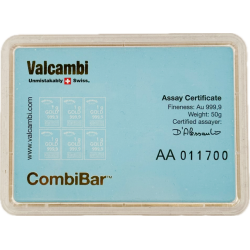 Valcambi
Unmistakably Swiss.
Assay Certificate
Fineness: Au 999,9
Weight: 50g
Certified assayer:
www.valcambi.com
AA 011700
CombiBar™